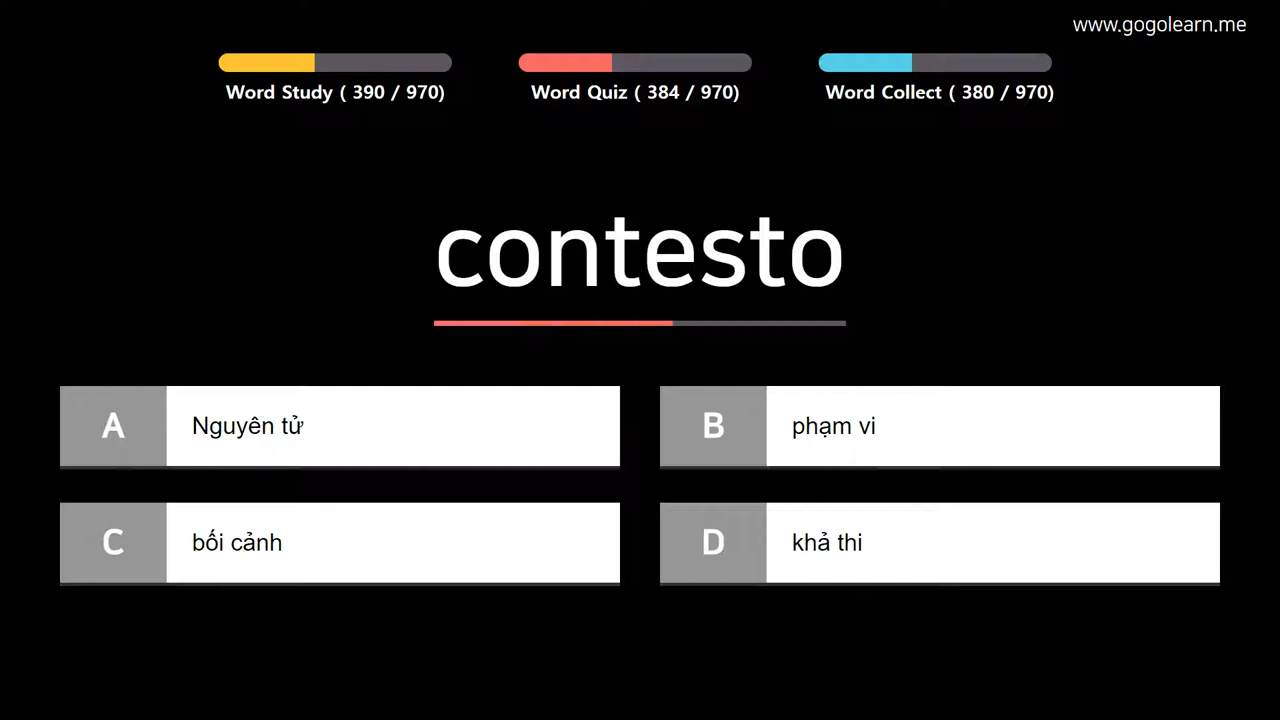 www.gogolearn.me
Word Study ( 390 / 970)
Word Quiz ( 384 / 970)
Word Collect ( 380 / 970)
contesto
A Nguyên tử
B phạm vi
C bối cảnh
D khả thi